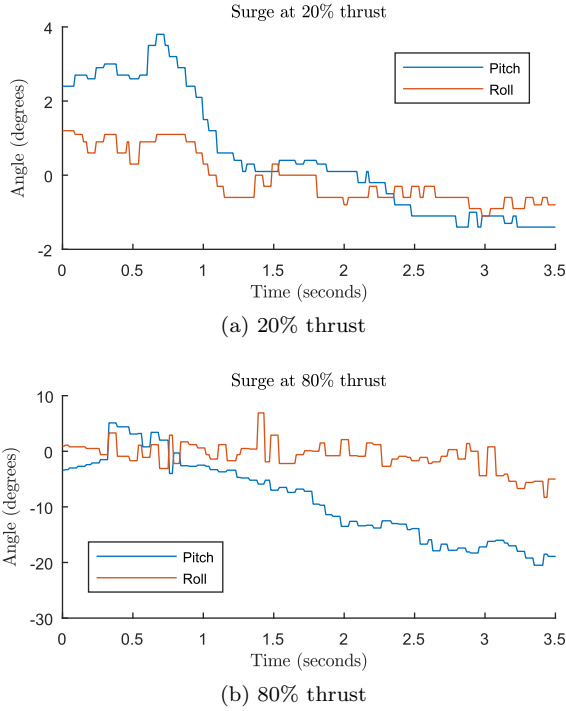 Surge at 20% thrust
4
2
0
-2
Angle (degrees)
Pitch
Roll
0 0.5 1 1.5 2 2.5 3 3.5
Time (seconds)
(a) 20% thrust
Surge at 80% thrust
10
0
-10
-20
-30
Angle (degrees)
Pitch
Roll
0 0.5 1 1.5 2 2.5 3 3.5
Time (seconds)
(b) 80% thrust